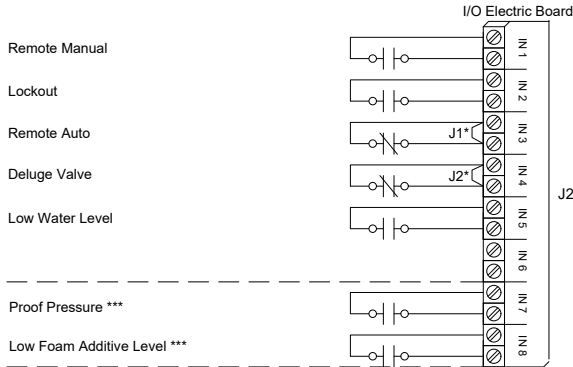 I/O Electric Board
Remote Manual
IN 1
Lockout
IN 2
Remote Auto
J1*
IN 3
Deluge Valve
J2*
IN 4
J2
Low Water Level
IN 5
IN 6
Proof Pressure ***
IN 7
Low Foam Additive Level ***
IN 8